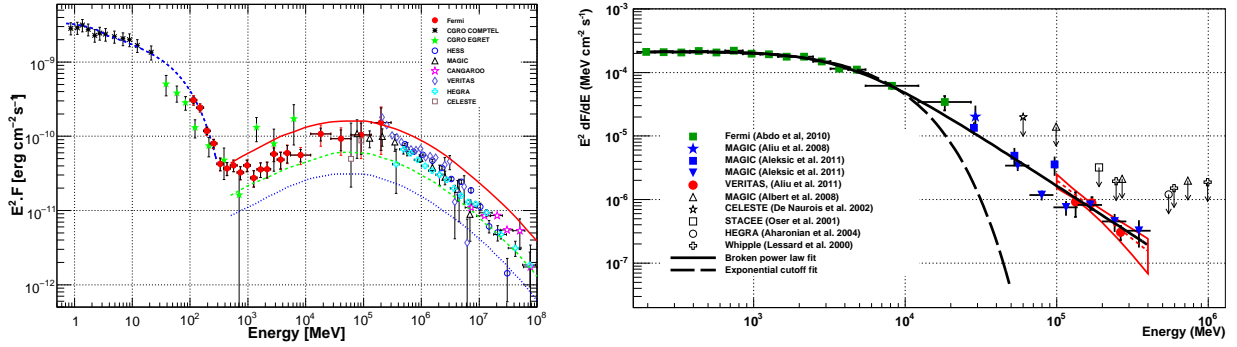 E².F. [erg cm⁻² s⁻¹]
10⁻⁹
10⁻¹⁰
10⁻¹¹
10⁻¹²
Fermi
CGRO COMPTEL
CGRO EGRET
HESS
MAGIC
CANGAROO
VERITAS
HEGRA
CELESTE
1 10 10² 10³ 10⁴ 10⁵ 10⁶ 10⁷ 10⁸
Energy [MeV]
E² dF/dE (MeV cm⁻² s⁻¹)
10⁻³
10⁻⁴
10⁻⁵
10⁻⁶
10⁻⁷
Fermi (Abdo et al, 2010)
MAGIC (Aliu et al. 2008)
MAGIC (Aleksic et al. 2011)
MAGIC (Aleksic et al. 2011)
VERITAS, (Aliu et al. 2011)
MAGIC (Albert et al. 2008)
CELESTE (De Naurois et al. 2002)
STACEE (Oser et al. 2001)
HEGRA (Aharonian et al. 2004)
Whipple (Lessard et al. 2000)
Broken power law fit
Exponential cutoff fit
10³ 10⁴ 10⁵ 10⁶
Energy (MeV)